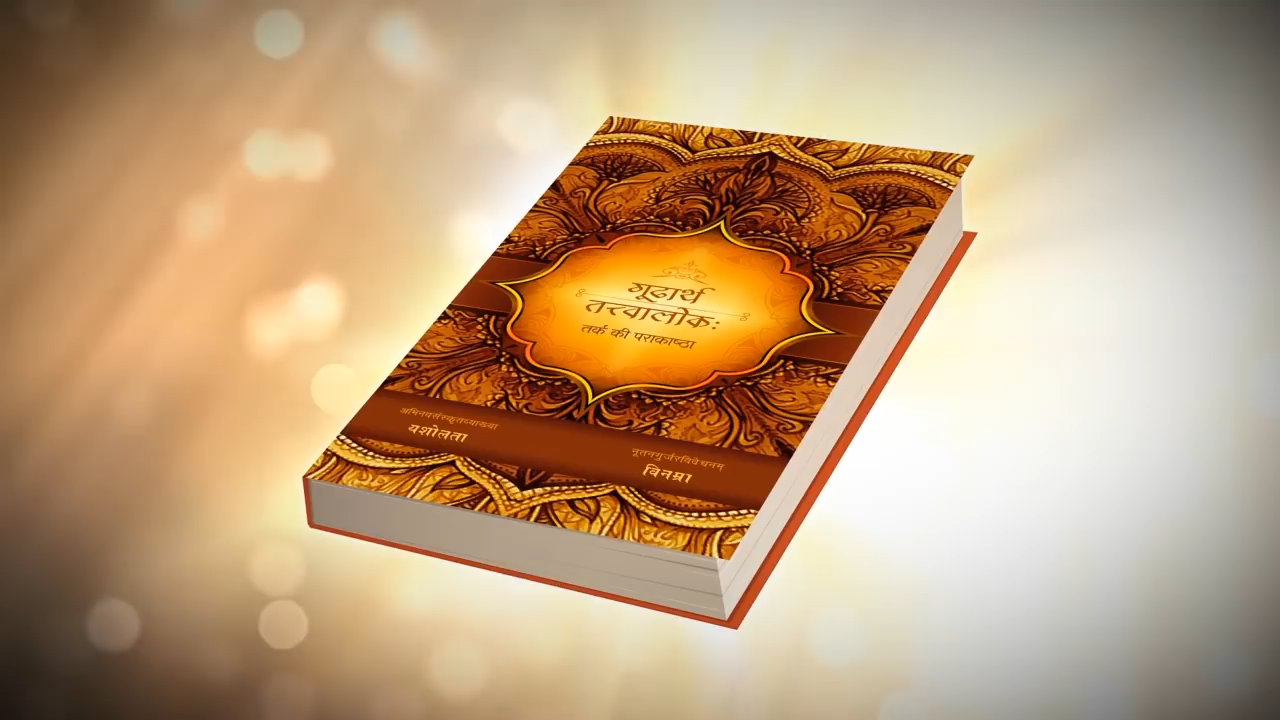 गूढार्थ
तत्त्वालोकः
तर्क की पराकाष्ठा
अभिनवसंस्कृतव्याख्या
यशोलता
नूतनगुर्जरविवेचनम्
विनम्रा